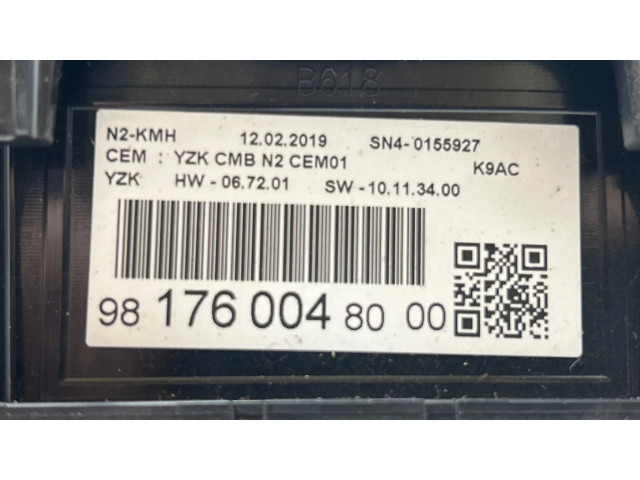 B618
N2-KMH 12.02.2019 SN4-0155927
CEM : YZK CMB N2 CEM01 K9AC
YZK HW - 06.72.01 SW - 10.11.34.00
98 176 004 80 00